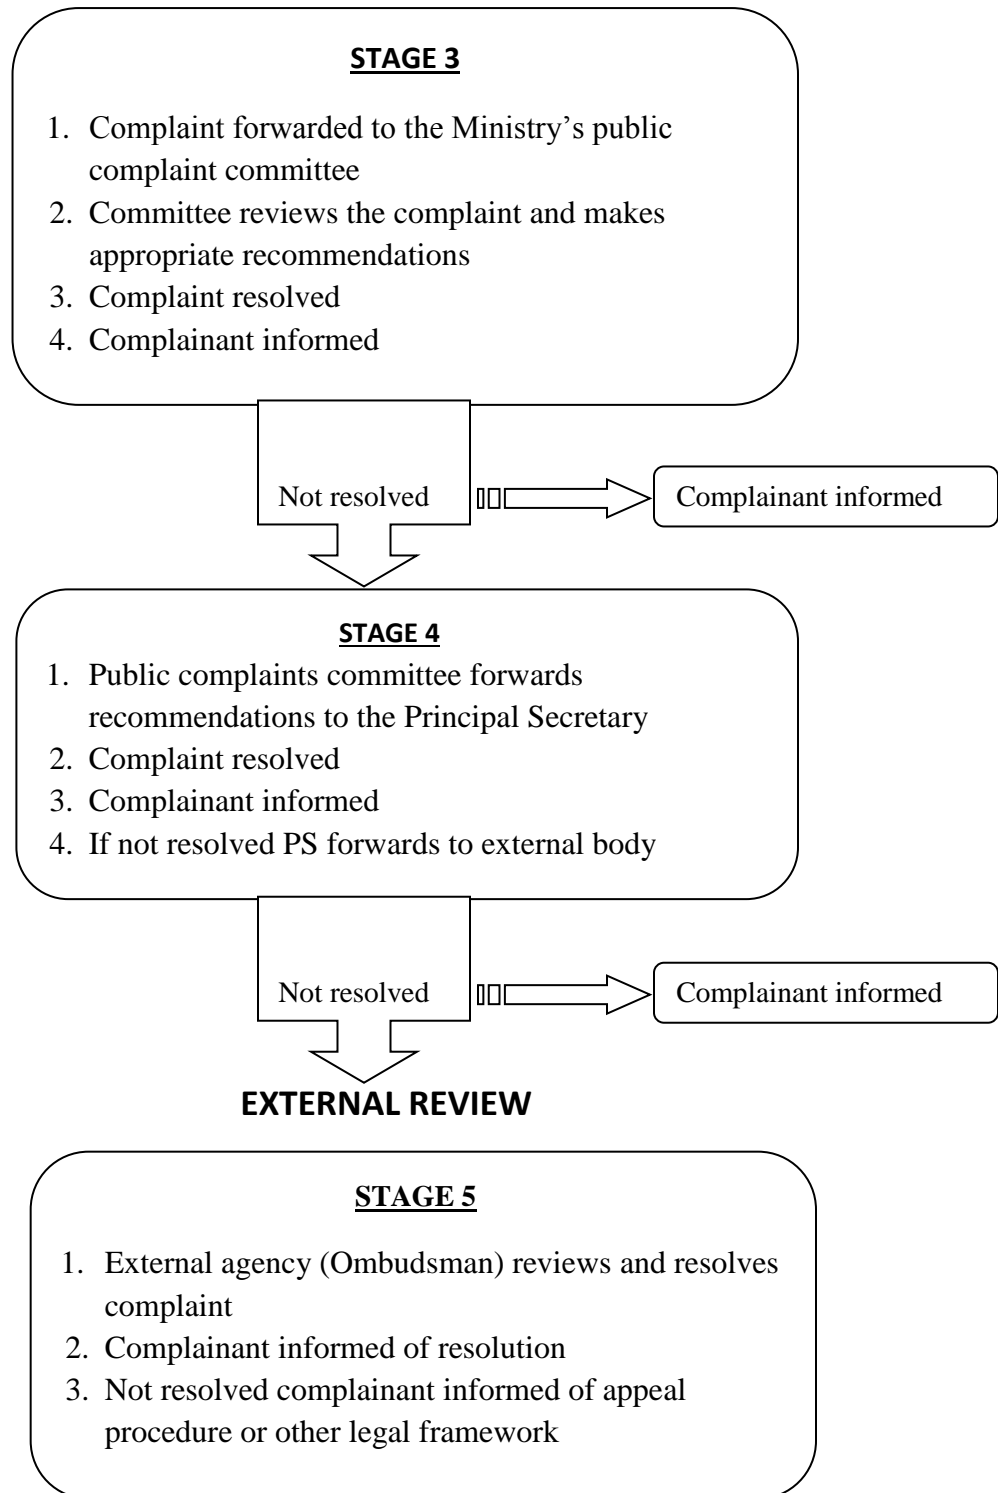 STAGE 3
1. Complaint forwarded to the Ministry's public
complaint committee
2. Committee reviews the complaint and makes
appropriate recommendations
3. Complaint resolved
4. Complainant informed
Not resolved
Complainant informed
STAGE 4
1. Public complaints committee forwards
recommendations to the Principal Secretary
2. Complaint resolved
3. Complainant informed
4. If not resolved PS forwards to external body
Not resolved
Complainant informed
EXTERNAL REVIEW
STAGE 5
1. External agency (Ombudsman) reviews and resolves
complaint
2. Complainant informed of resolution
3. Not resolved complainant informed of appeal
procedure or other legal framework